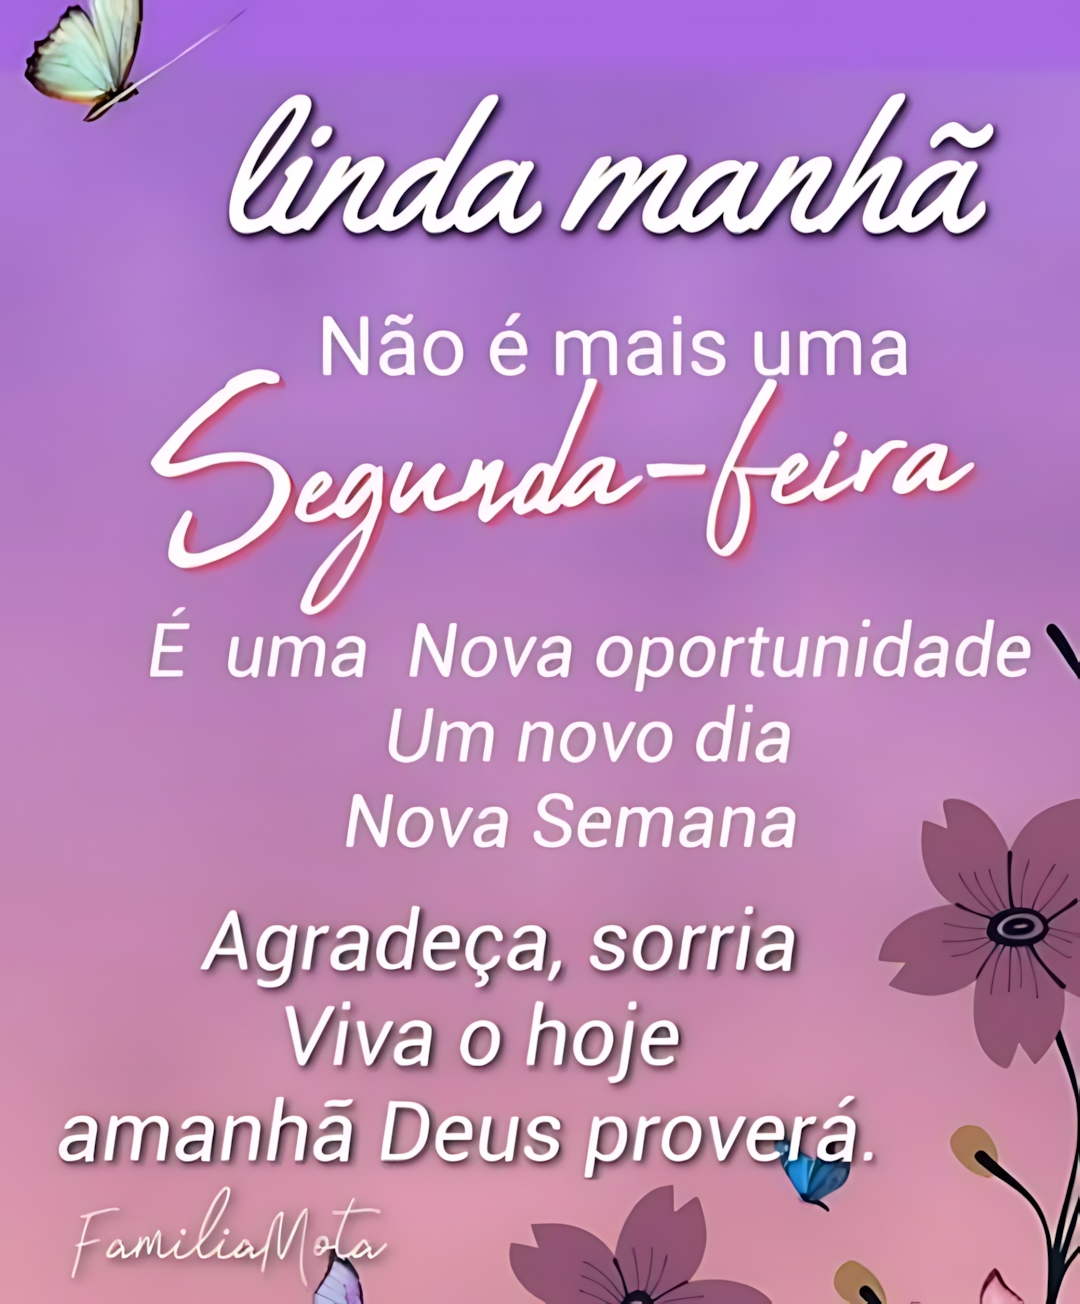 linda manhã
Não é mais uma
Segunda-feira
É uma Nova oportunidade
Um novo dia
Nova Semana
Agradeça, sorria
Viva o hoje
amanhã Deus proverá.
FamiliaMota